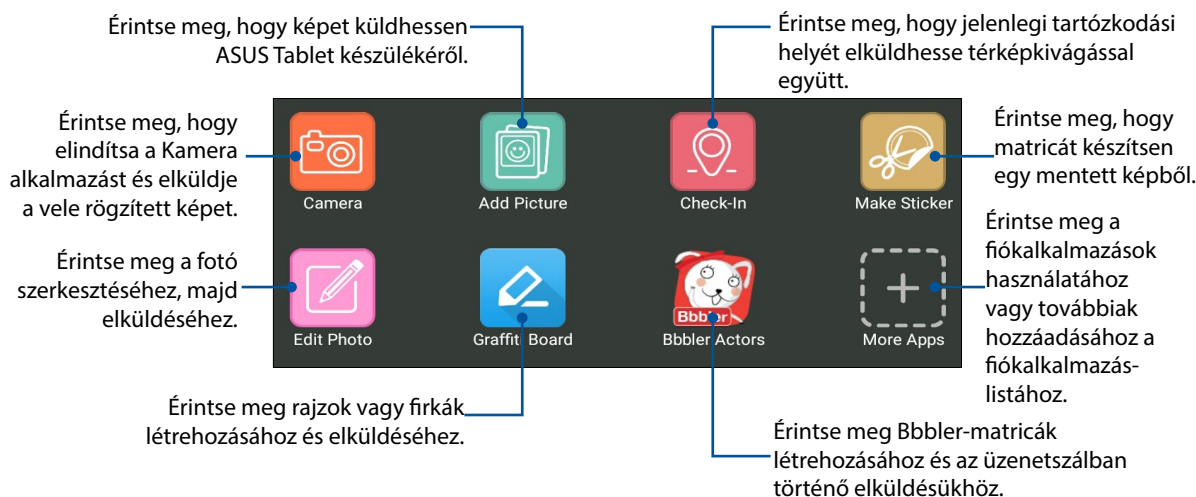 Érintse meg, hogy képet küldhessen
ASUS Tablet készülékéről.
Érintse meg, hogy jelenlegi tartózkodási
helyét elküldhesse térképkivágással
együtt.
Érintse meg, hogy
elindítsa a Kamera
alkalmazást és elküldje
a vele rögzített képet.
Érintse meg, hogy
matricát készítsen
egy mentett képből.
Camera
Add Picture
Check-In
Make Sticker
Érintse meg a fotó
szerkesztéséhez, majd
elküldéséhez.
Érintse meg a
fiókalkalmazások
használatához
vagy továbbiak
hozzáadásához a
fiókalkalmazás-
listához.
Bbbler
Edit Photo
Graffiti Board
Bbbler Actors
More Apps
Érintse meg rajzok vagy firkák
létrehozásához és elküldéséhez.
Érintse meg Bbbler-matricák
létrehozásához és az üzenetszálban
történő elküldésükhöz.